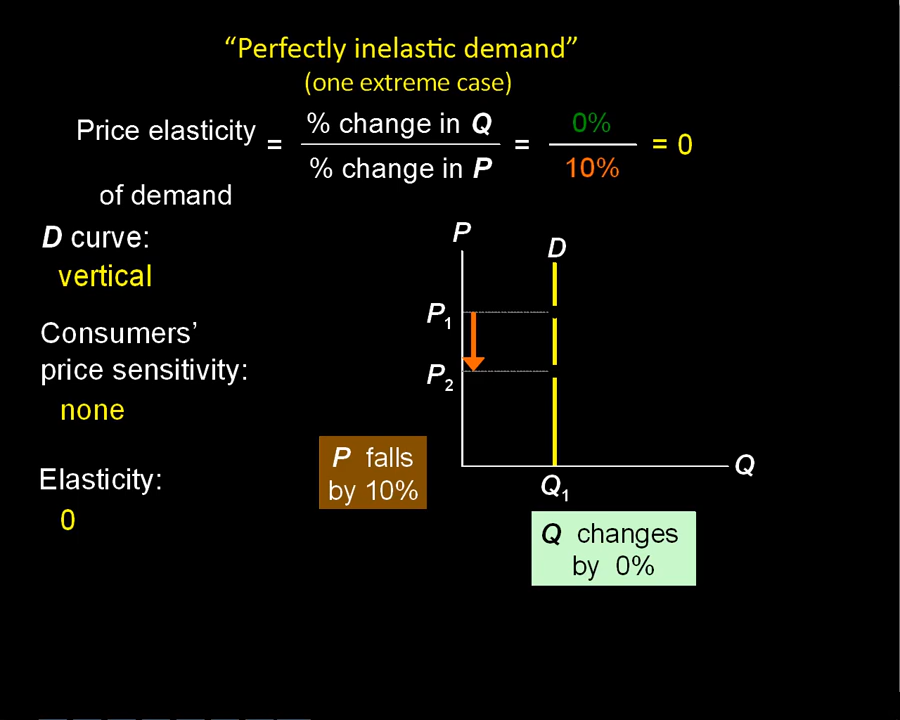 “Perfectly inelastic demand”
(one extreme case)
Price elasticity
of demand
=
% change in Q
% change in P
=
0%
10%
= 0
D curve:
vertical
Consumers’
price sensitivity:
none
Elasticity:
0
P
D
P1
P2
Q
Q1
P falls
by 10%
Q changes
by 0%